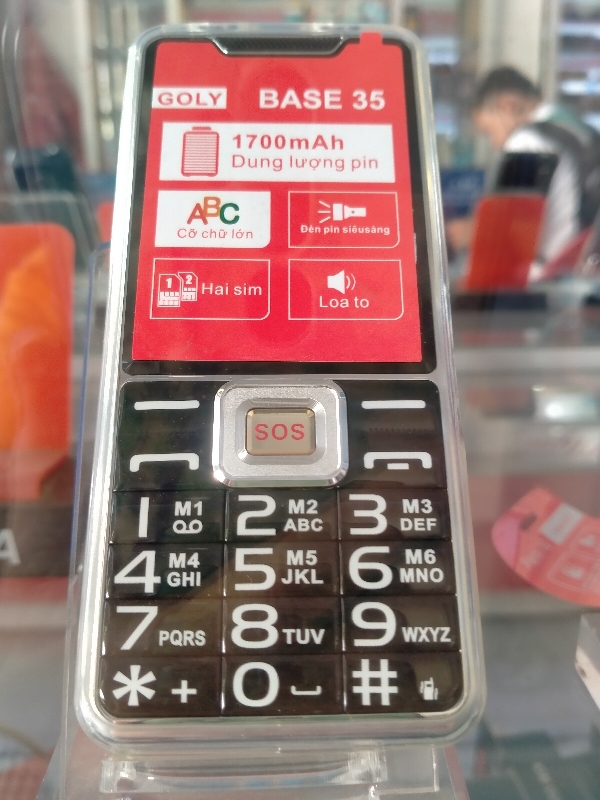 GOLY BASE 35
1700mAh
Dung lượng pin
ABC
Cỡ chữ lớn
Đèn pin siêusáng
1 2
Hai sim
Loa to
SOS
1 M1
2 M2 ABC
3 M3 DEF
4 M4 GHI
5 M5 JKL
6 M6 MNO
7 PQRS
8 TUV
9 WXYZ
* +
0
#
A